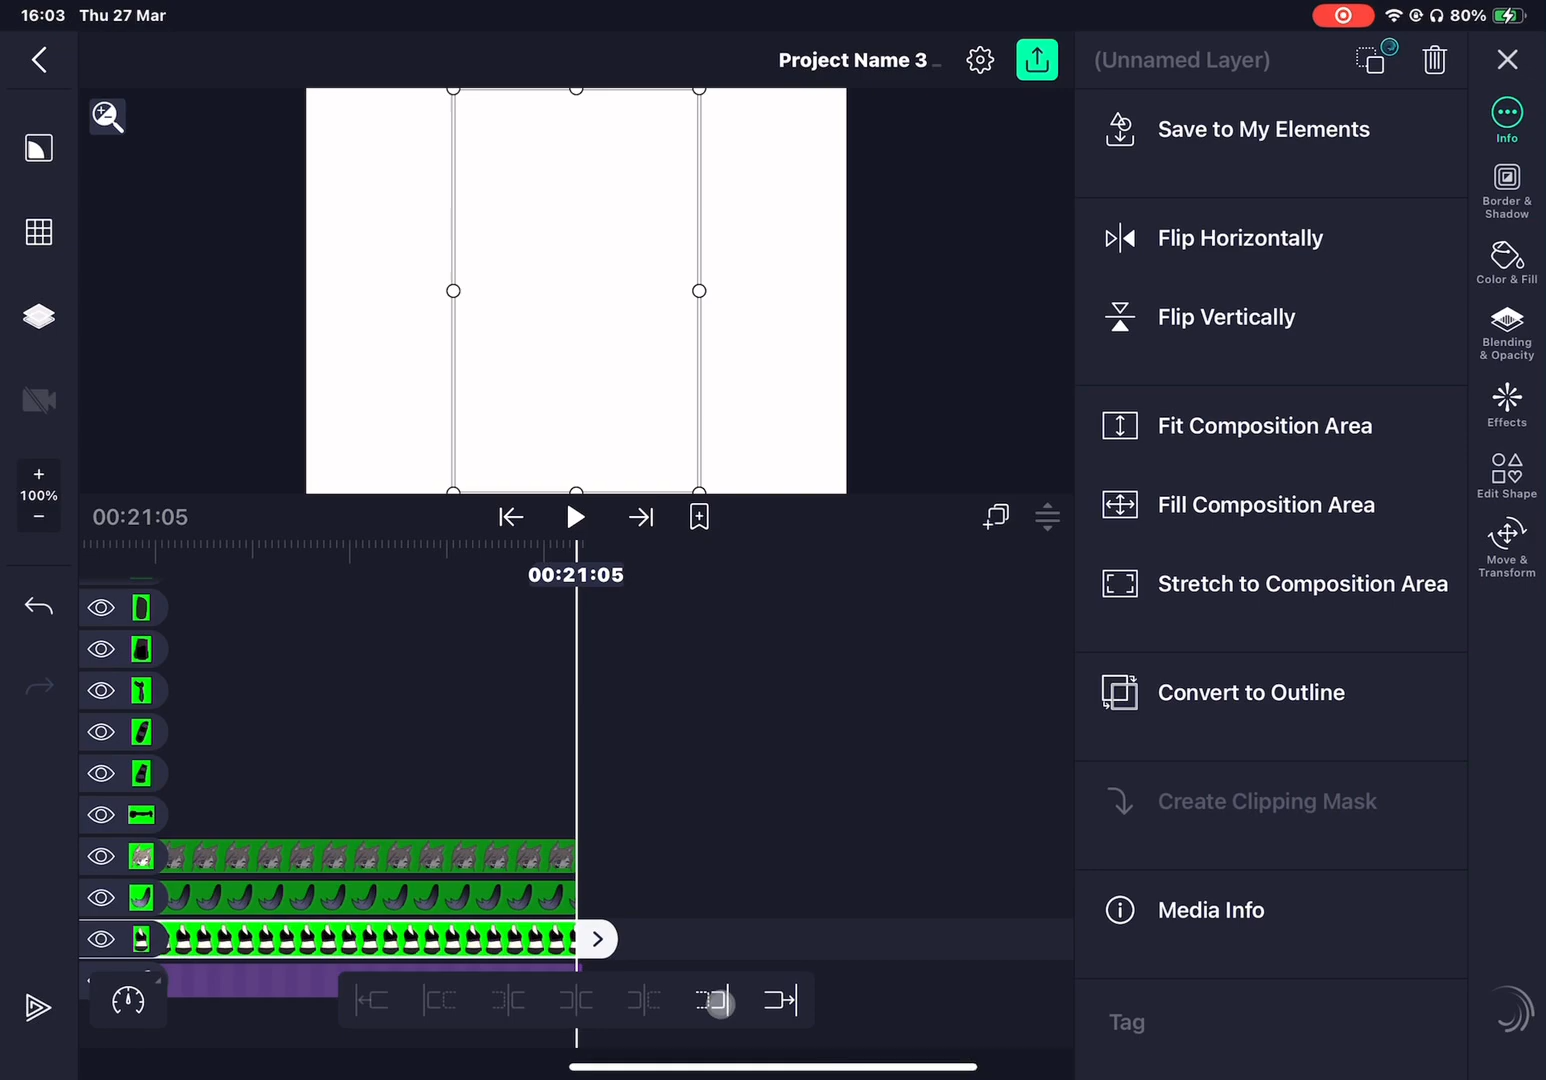 16:03 Thu 27 Mar
80%
Project Name 3
(Unnamed Layer)
Save to My Elements
Info
Border &
Shadow
Flip Horizontally
Color & Fill
Flip Vertically
Blending
& Opacity
Effects
Fit Composition Area
Edit Shape
+
100%
−
Fill Composition Area
00:21:05
Move &
Transform
00:21:05
Stretch to Composition Area
Convert to Outline
Create Clipping Mask
Media Info
Tag